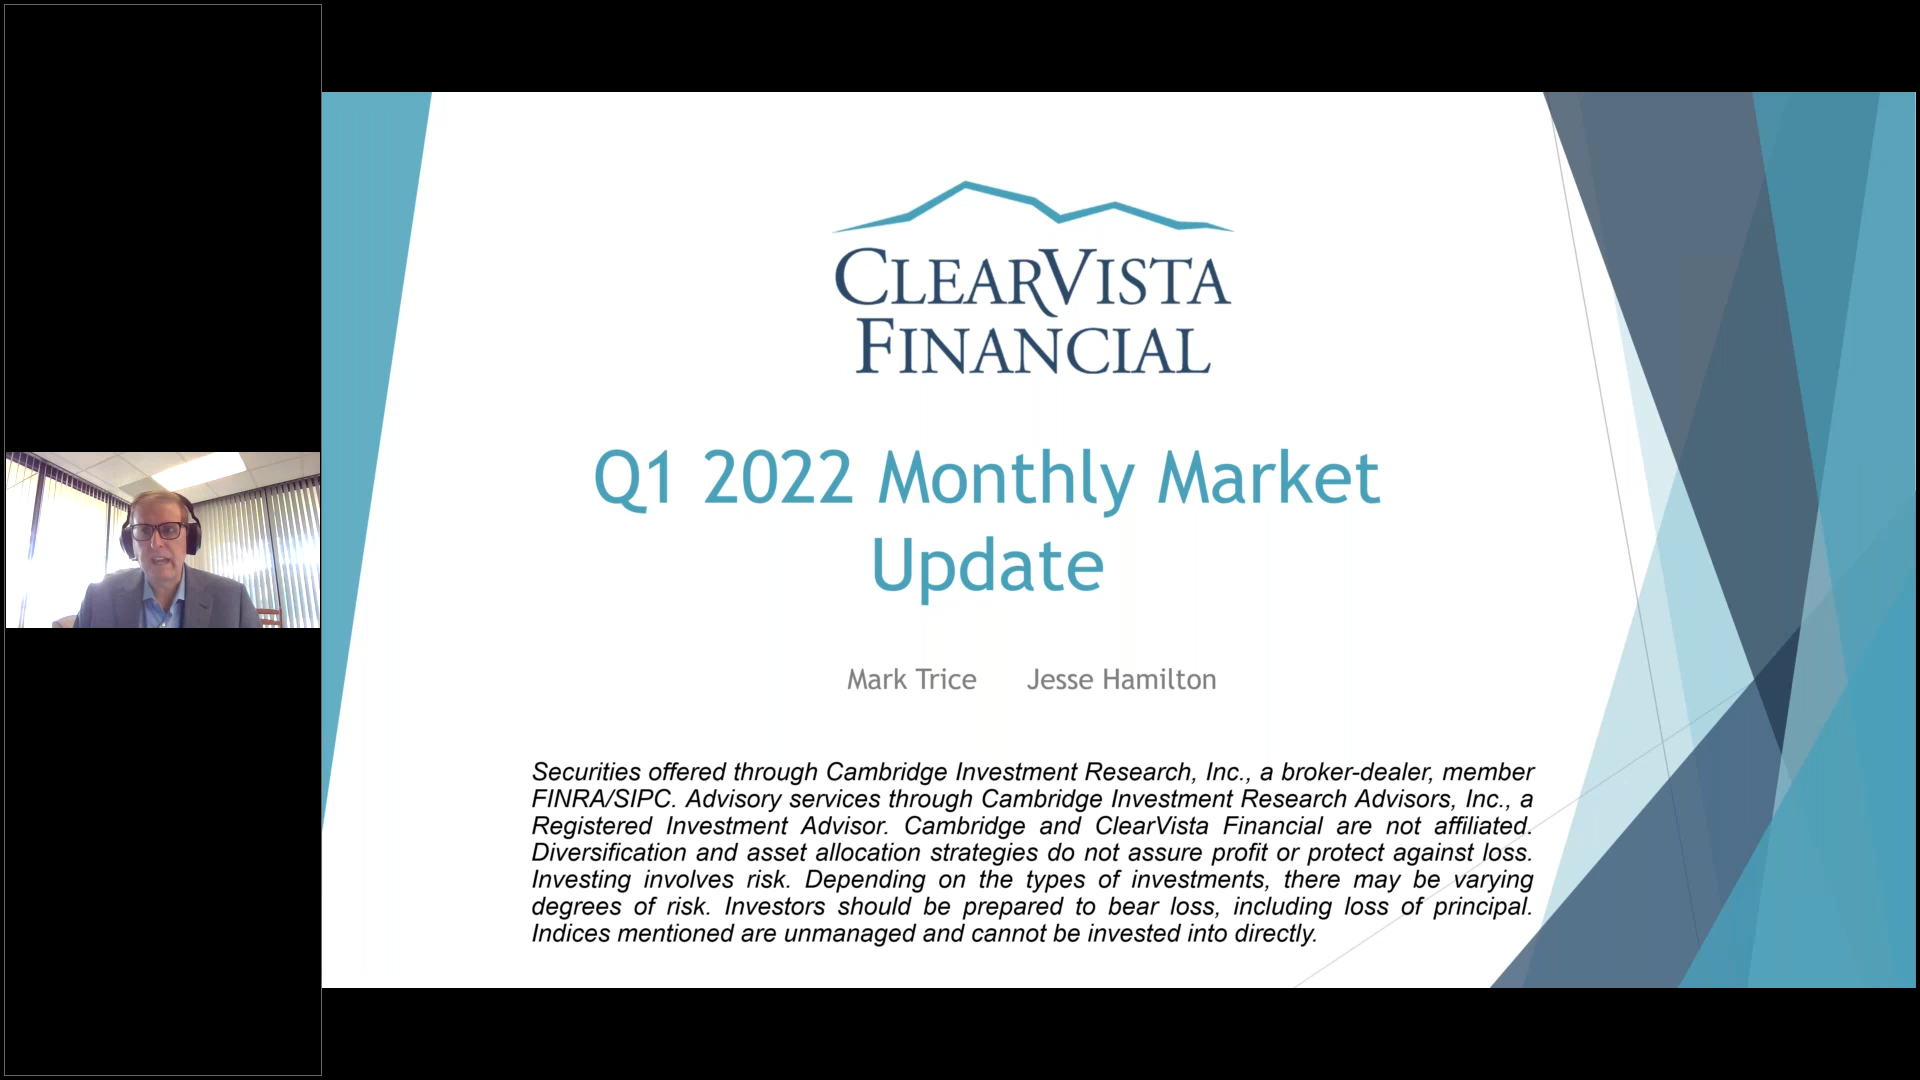 CLEARVISTA
FINANCIAL
Q1 2022 Monthly Market
Update
Mark Trice Jesse Hamilton
Securities offered through Cambridge Investment Research, Inc., a broker-dealer, member
FINRA/SIPC. Advisory services through Cambridge Investment Research Advisors, Inc., a
Registered Investment Advisor. Cambridge and ClearVista Financial are not affiliated.
Diversification and asset allocation strategies do not assure profit or protect against loss.
Investing involves risk. Depending on the types of investments, there may be varying
degrees of risk. Investors should be prepared to bear loss, including loss of principal.
Indices mentioned are unmanaged and cannot be invested into directly.